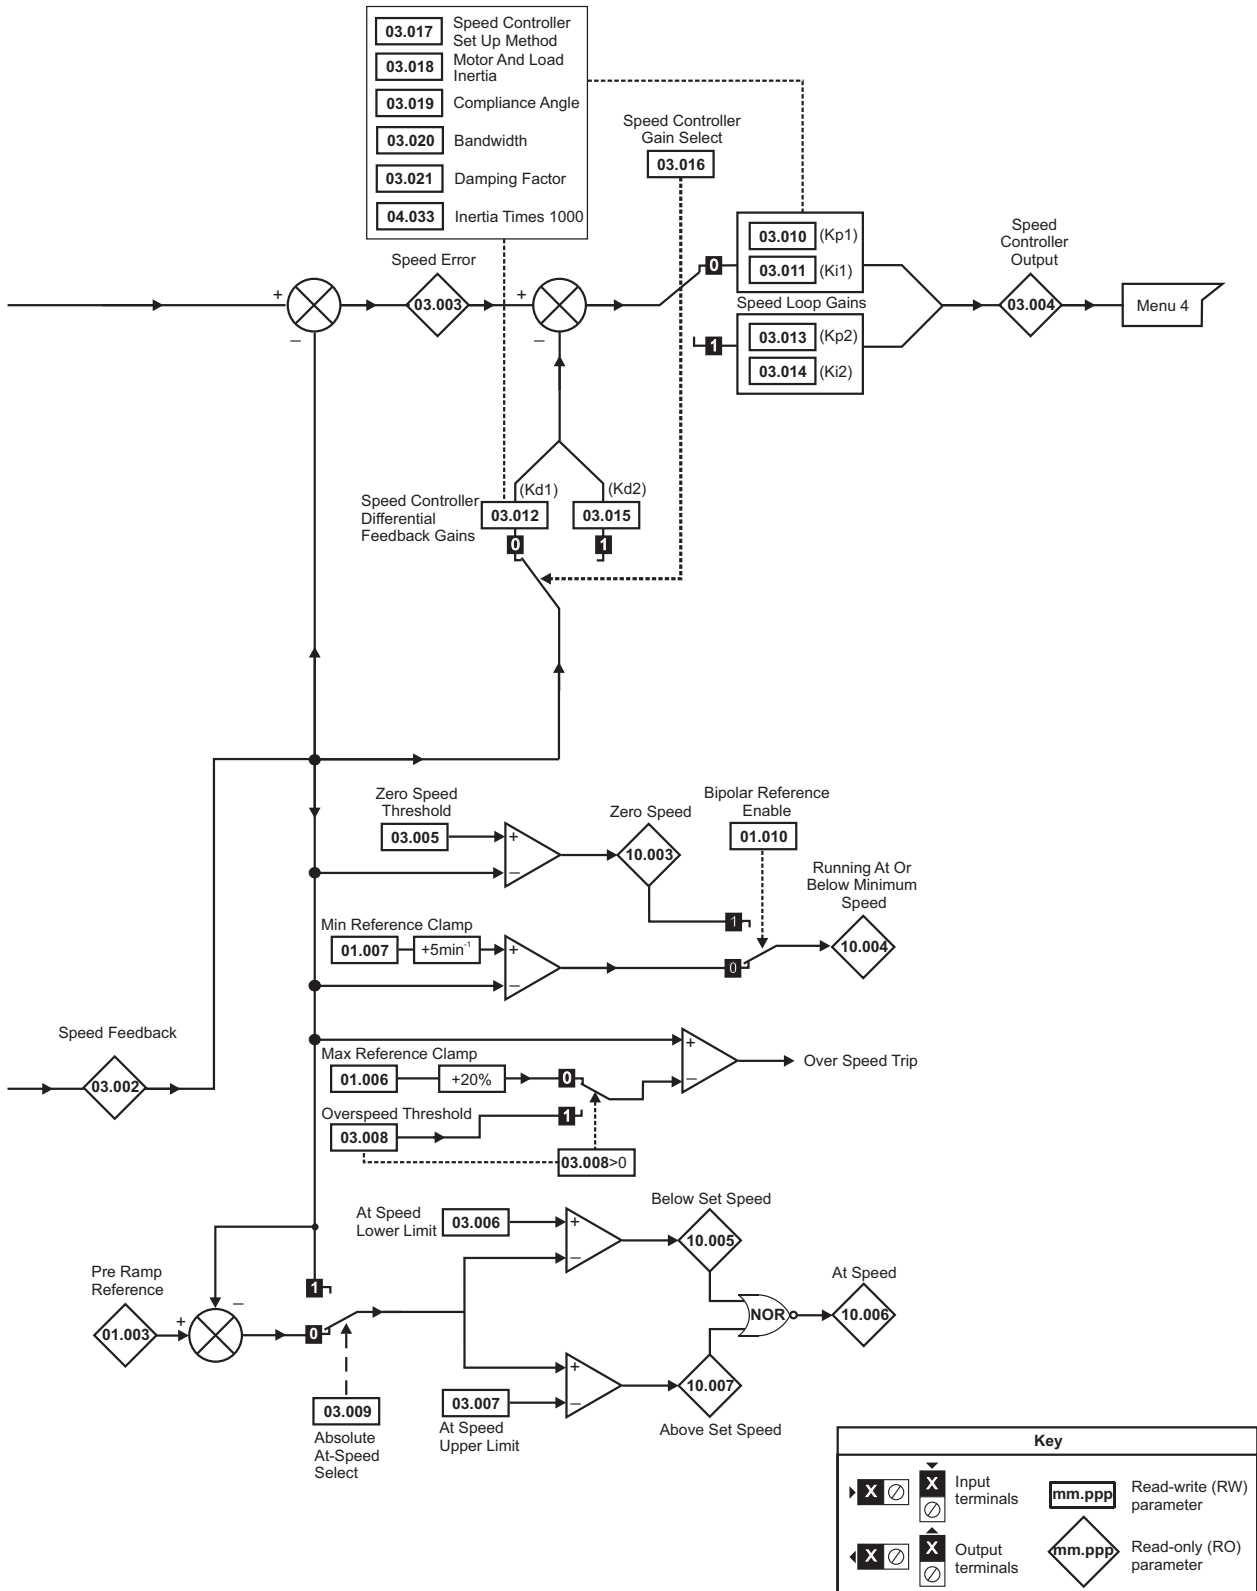 03.017 Speed Controller
Set Up Method
03.018 Motor And Load
Inertia
03.019 Compliance Angle
03.020 Bandwidth
03.021 Damping Factor
04.033 Inertia Times 1000
Speed Controller
Gain Select
03.016
Speed Error
+
03.003
+
–
–
0
03.010 (Kp1)
03.011 (Ki1)
Speed Loop Gains
1
03.013 (Kp2)
03.014 (Ki2)
Speed
Controller
Output
03.004
Menu 4
Speed Controller
Differential
Feedback Gains
(Kd1)
(Kd2)
03.012
03.015
0
1
Zero Speed
Threshold
03.005
+
–
Zero Speed
10.003
Bipolar Reference
Enable
01.010
Running At Or
Below Minimum
Speed
1
0
10.004
Min Reference Clamp
01.007
+5min-1
+
–
Speed Feedback
03.002
Max Reference Clamp
01.006
+20%
0
+
–
Over Speed Trip
Overspeed Threshold
03.008
1
03.008>0
At Speed
Lower Limit
03.006
+
–
Below Set Speed
10.005
Pre Ramp
Reference
01.003
+
–
1
0
03.009
Absolute
At-Speed
Select
NOR
At Speed
10.006
+
–
10.007
Above Set Speed
03.007
At Speed
Upper Limit
Key
X
X
Input
terminals
mm.ppp
Read-write (RW)
parameter
X
X
Output
terminals
mm.ppp
Read-only (RO)
parameter